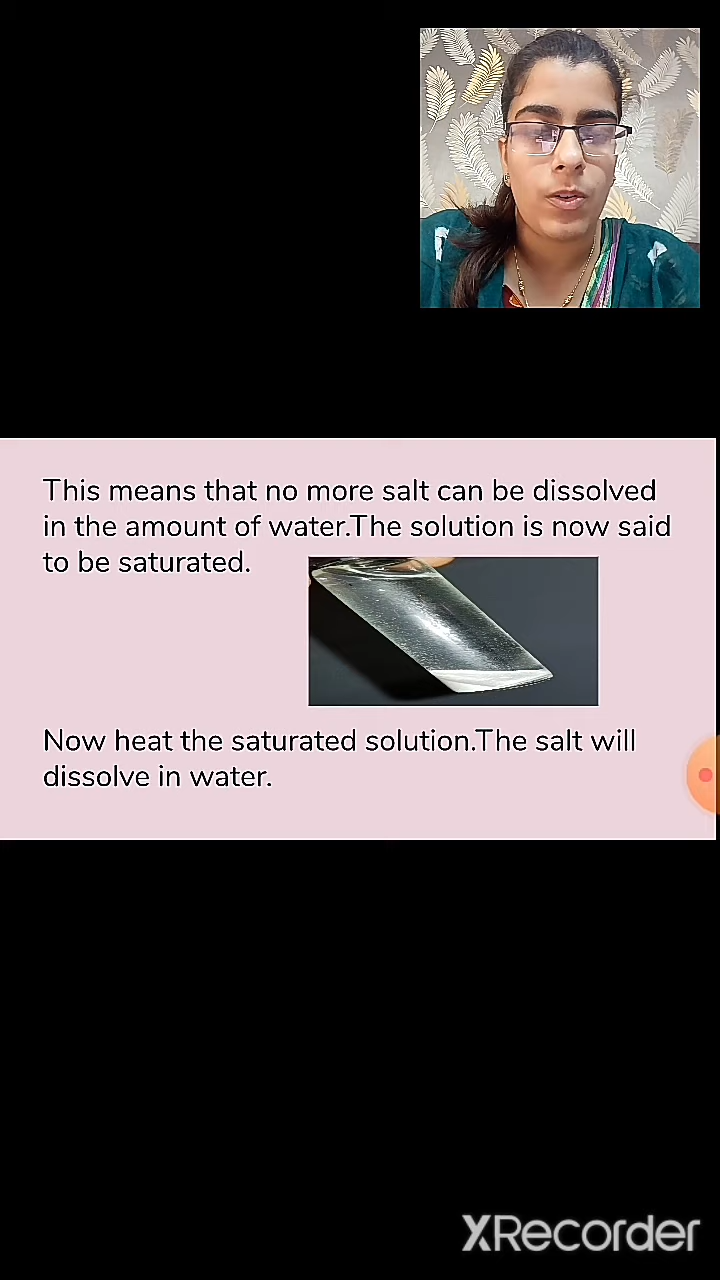 This means that no more salt can be dissolved
in the amount of water.The solution is now said
to be saturated.
Now heat the saturated solution.The salt will
dissolve in water.
XRecorder